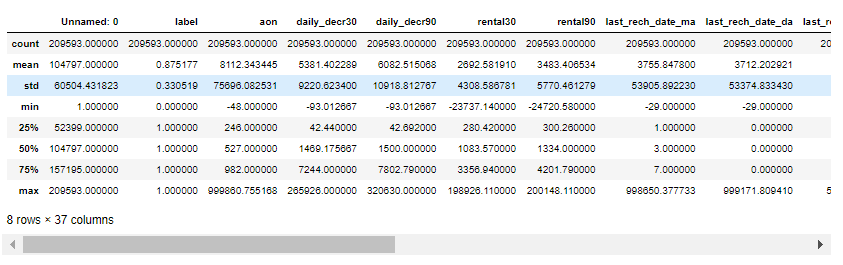 Unnamed: 0 label aon daily_decr30 daily_decr90 rental30 rental90 last_rech_date_ma last_rech_date_da last_r
count 209593.000000 209593.000000 209593.000000 209593.000000 209593.000000 209593.000000 209593.000000 209593.000000 209593.000000 20
mean 104797.000000 0.875177 8112.343445 5381.402289 6082.515068 2692.581910 3483.406534 3755.847800 3712.202921
std 60504.431823 0.330519 75696.082531 9220.623400 10918.812767 4308.586781 5770.461279 53905.892230 53374.833430
min 1.000000 0.000000 -48.000000 -93.012667 -93.012667 -23737.140000 -24720.580000 -29.000000 -29.000000
25% 52399.000000 1.000000 246.000000 42.440000 42.692000 280.420000 300.260000 1.000000 0.000000
50% 104797.000000 1.000000 527.000000 1469.175667 1500.000000 1083.570000 1334.000000 3.000000 0.000000
75% 157195.000000 1.000000 982.000000 7244.000000 7802.790000 3356.940000 4201.790000 7.000000 0.000000
max 209593.000000 1.000000 999860.755168 265926.000000 320630.000000 198926.110000 200148.110000 998650.377733 999171.809410 5
8 rows × 37 columns